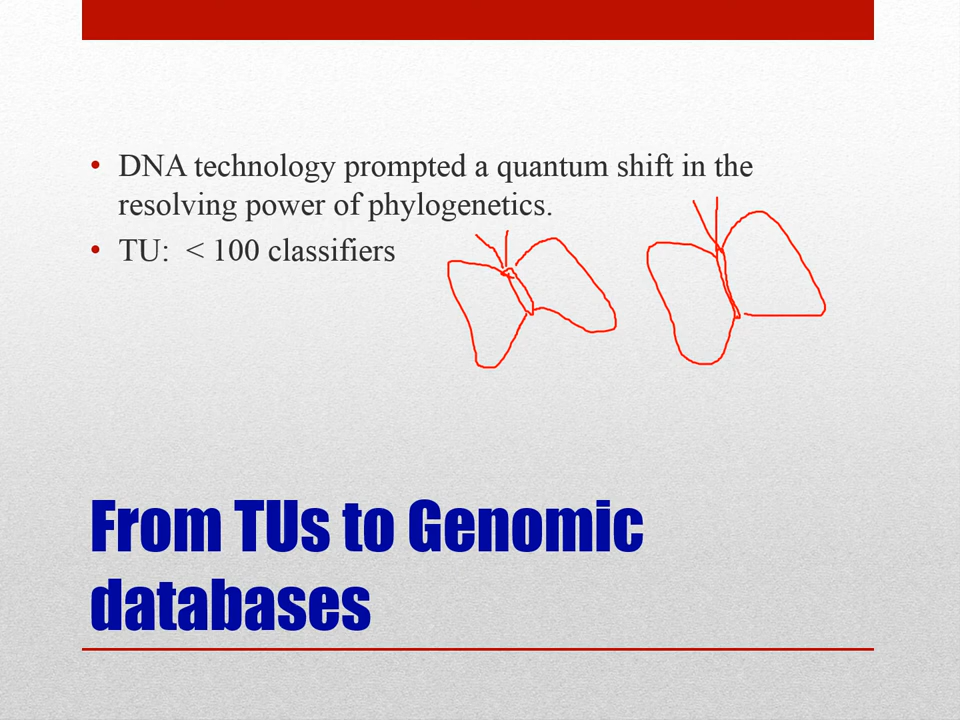 • DNA technology prompted a quantum shift in the
resolving power of phylogenetics.
• TU:  < 100 classifiers
From TUs to Genomic
databases